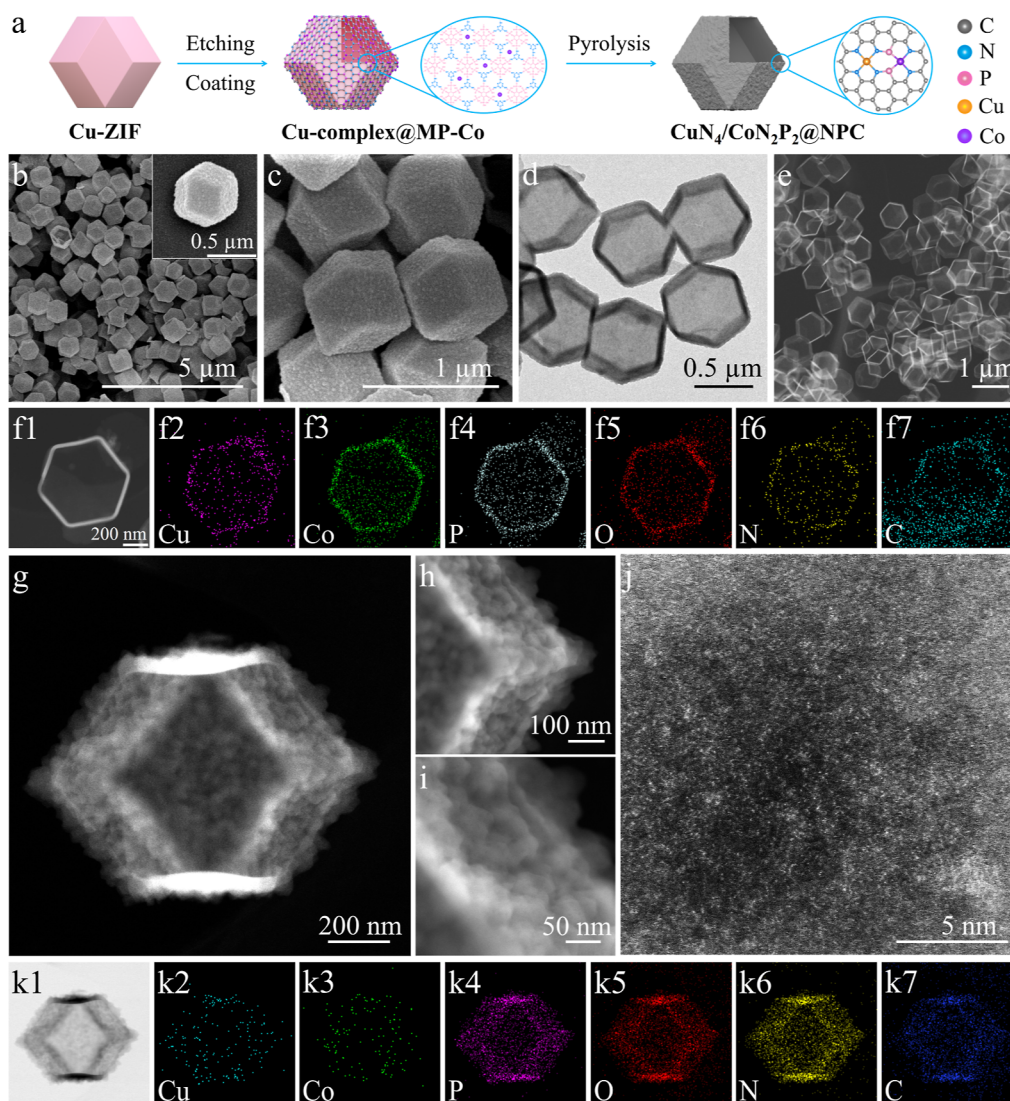 a
Etching
Coating
Pyrolysis
Cu-ZIF
Cu-complex@MP-Co
CuN₄/CoN₂P₂@NPC
C
N
P
Cu
Co
b
0.5 μm
5 μm
c
1 μm
d
0.5 μm
e
1 μm
f1
200 nm
f2
Cu
f3
Co
f4
P
f5
O
f6
N
f7
C
g
200 nm
h
100 nm
i
50 nm
j
5 nm
k1
k2
Cu
k3
Co
k4
P
k5
O
k6
N
k7
C